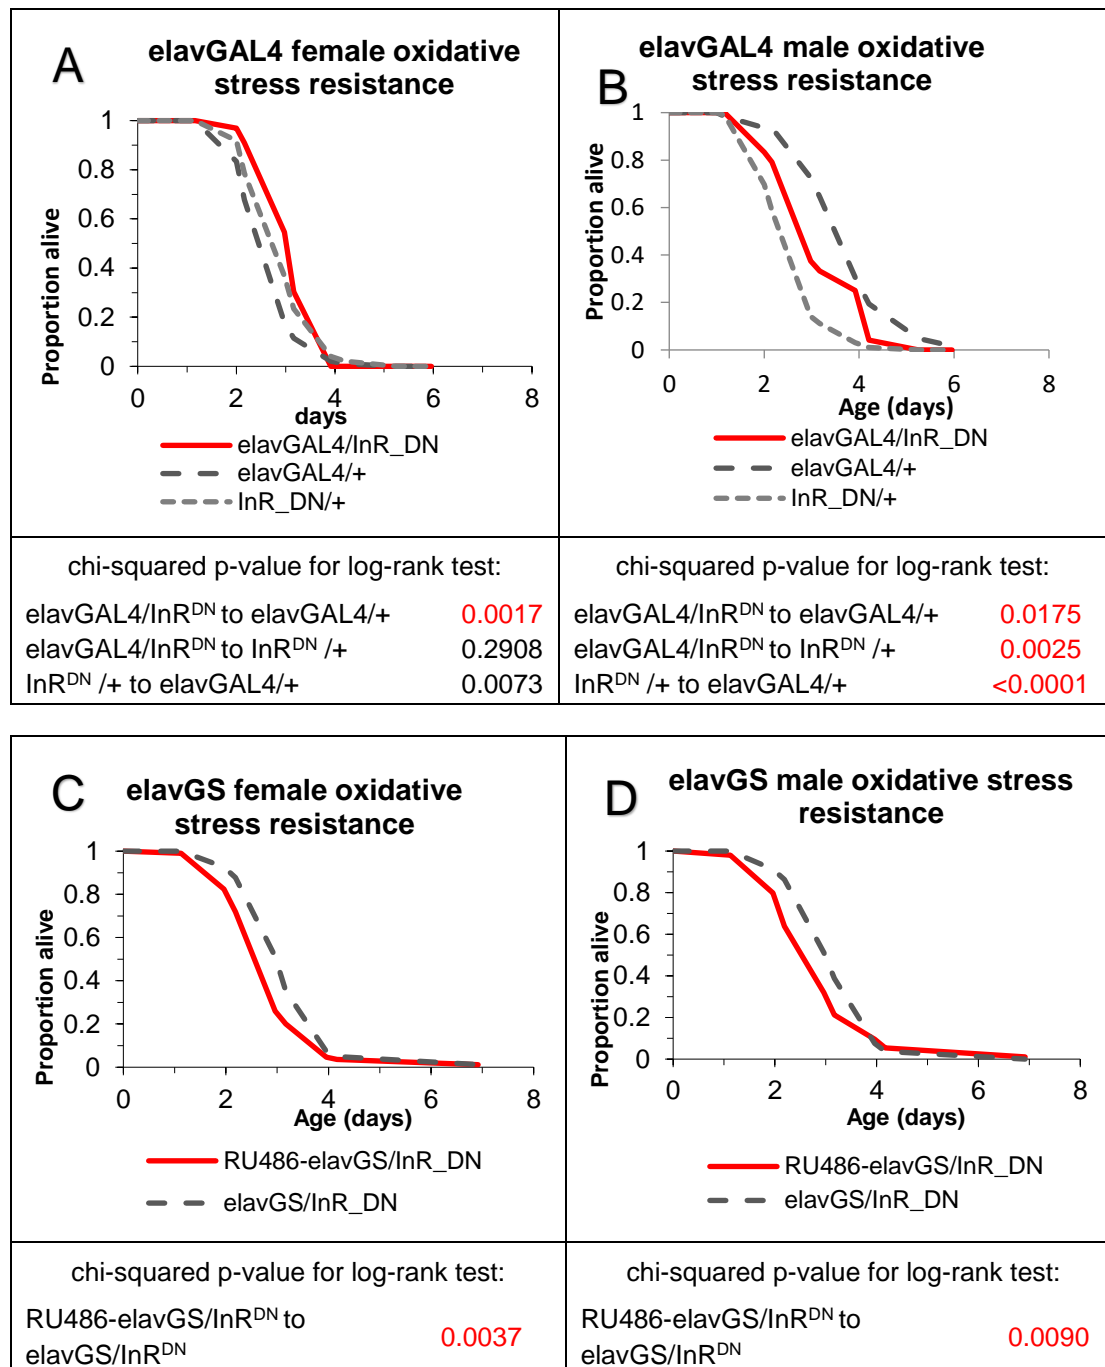 A
elavGAL4 female oxidative
stress resistance
1
0.8
0.6
0.4
0.2
0
Proportion alive
0 2 4 6 8
days
elavGAL4/InR_DN
elavGAL4/+
InR_DN/+
B
elavGAL4 male oxidative
stress resistance
1
0.8
0.6
0.4
0.2
0
Proportion alive
0 2 4 6 8
Age (days)
elavGAL4/InR_DN
elavGAL4/+
InR_DN/+
chi-squared p-value for log-rank test:
elavGAL4/InRDN to elavGAL4/+ 0.0017
elavGAL4/InRDN to InRDN /+ 0.2908
InRDN /+ to elavGAL4/+ 0.0073
chi-squared p-value for log-rank test:
elavGAL4/InRDN to elavGAL4/+ 0.0175
elavGAL4/InRDN to InRDN /+ 0.0025
InRDN /+ to elavGAL4/+ <0.0001
C
elavGS female oxidative
stress resistance
1
0.8
0.6
0.4
0.2
0
Proportion alive
0 2 4 6 8
Age (days)
RU486-elavGS/InR_DN
elavGS/InR_DN
D
elavGS male oxidative stress
resistance
1
0.8
0.6
0.4
0.2
0
Proportion alive
0 2 4 6 8
Age (days)
RU486-elavGS/InR_DN
elavGS/InR_DN
chi-squared p-value for log-rank test:
RU486-elavGS/InRDN to
elavGS/InRDN
0.0037
chi-squared p-value for log-rank test:
RU486-elavGS/InRDN to
elavGS/InRDN
0.0090